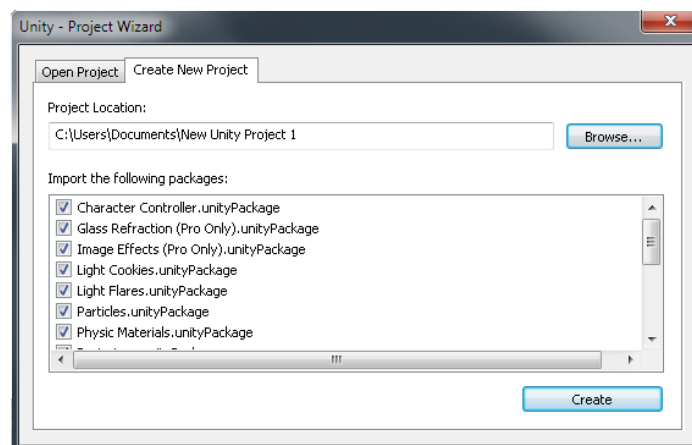 Unity - Project Wizard
Open Project
Create New Project
Project Location:
C:\Users\Documents\New Unity Project 1
Browse...
Import the following packages:
Character Controller.unityPackage
Glass Refraction (Pro Only).unityPackage
Image Effects (Pro Only).unityPackage
Light Cookies.unityPackage
Light Flares.unityPackage
Particles.unityPackage
Physic Materials.unityPackage
Create